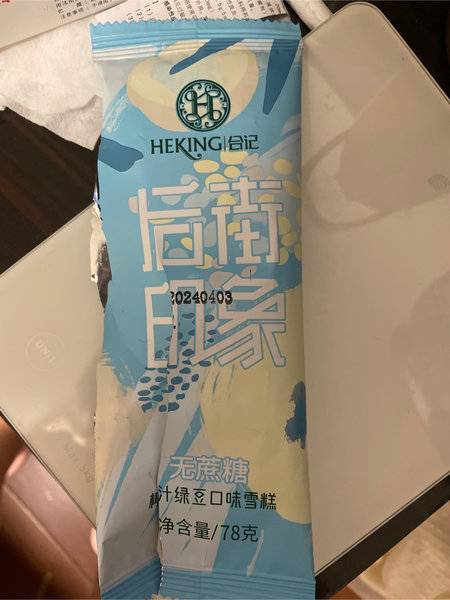 HEKING|合记
后街
印象
20240403
无蔗糖
汁绿豆口味雪糕
净含量/78克
UNIT